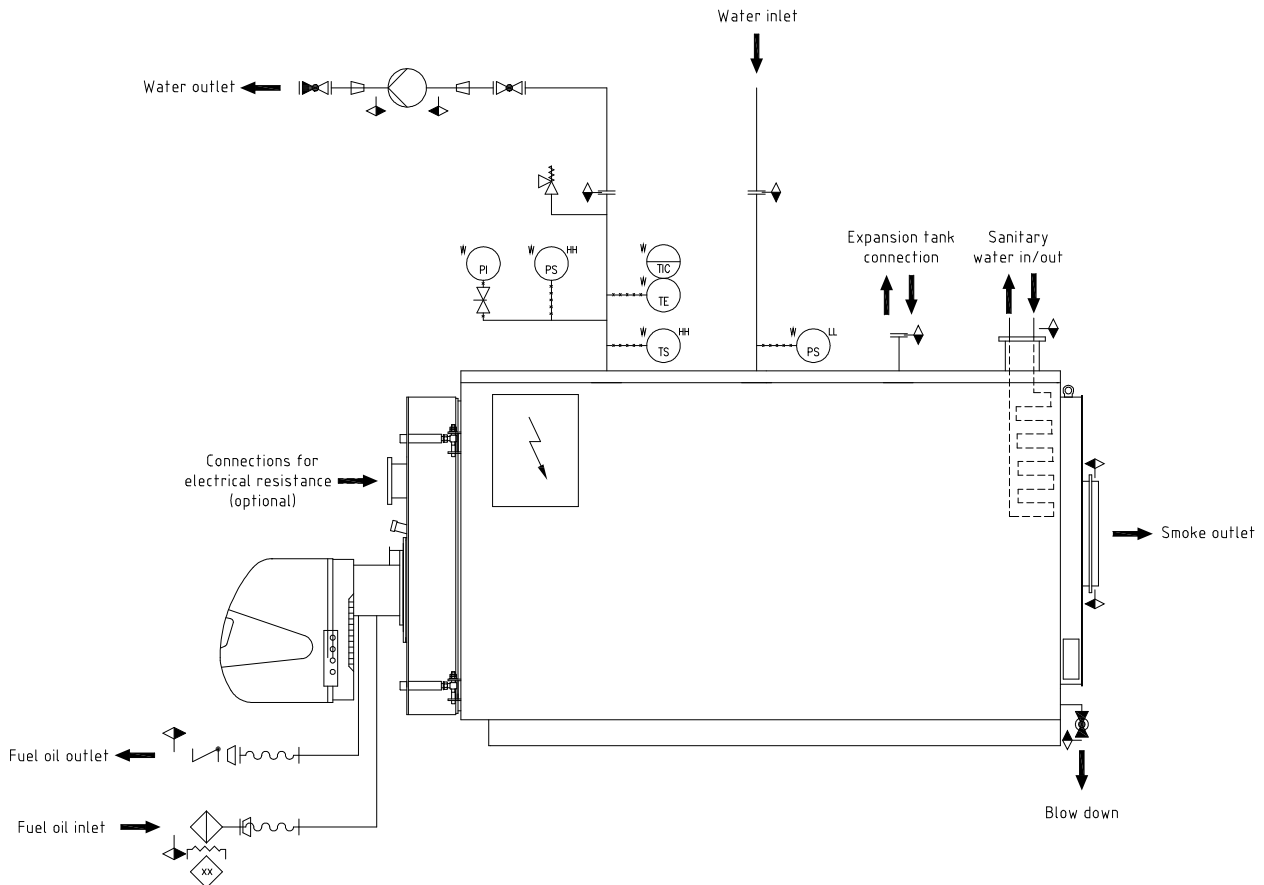 Water inlet
Water outlet
Expansion tank
connection
Sanitary
water in/out
W
PI
W
HH
PS
W
TIC
W
TE
W
HH
TS
W
LL
PS
Connections for
electrical resistance
(optional)
Smoke outlet
Fuel oil outlet
Fuel oil inlet
XX
Blow down